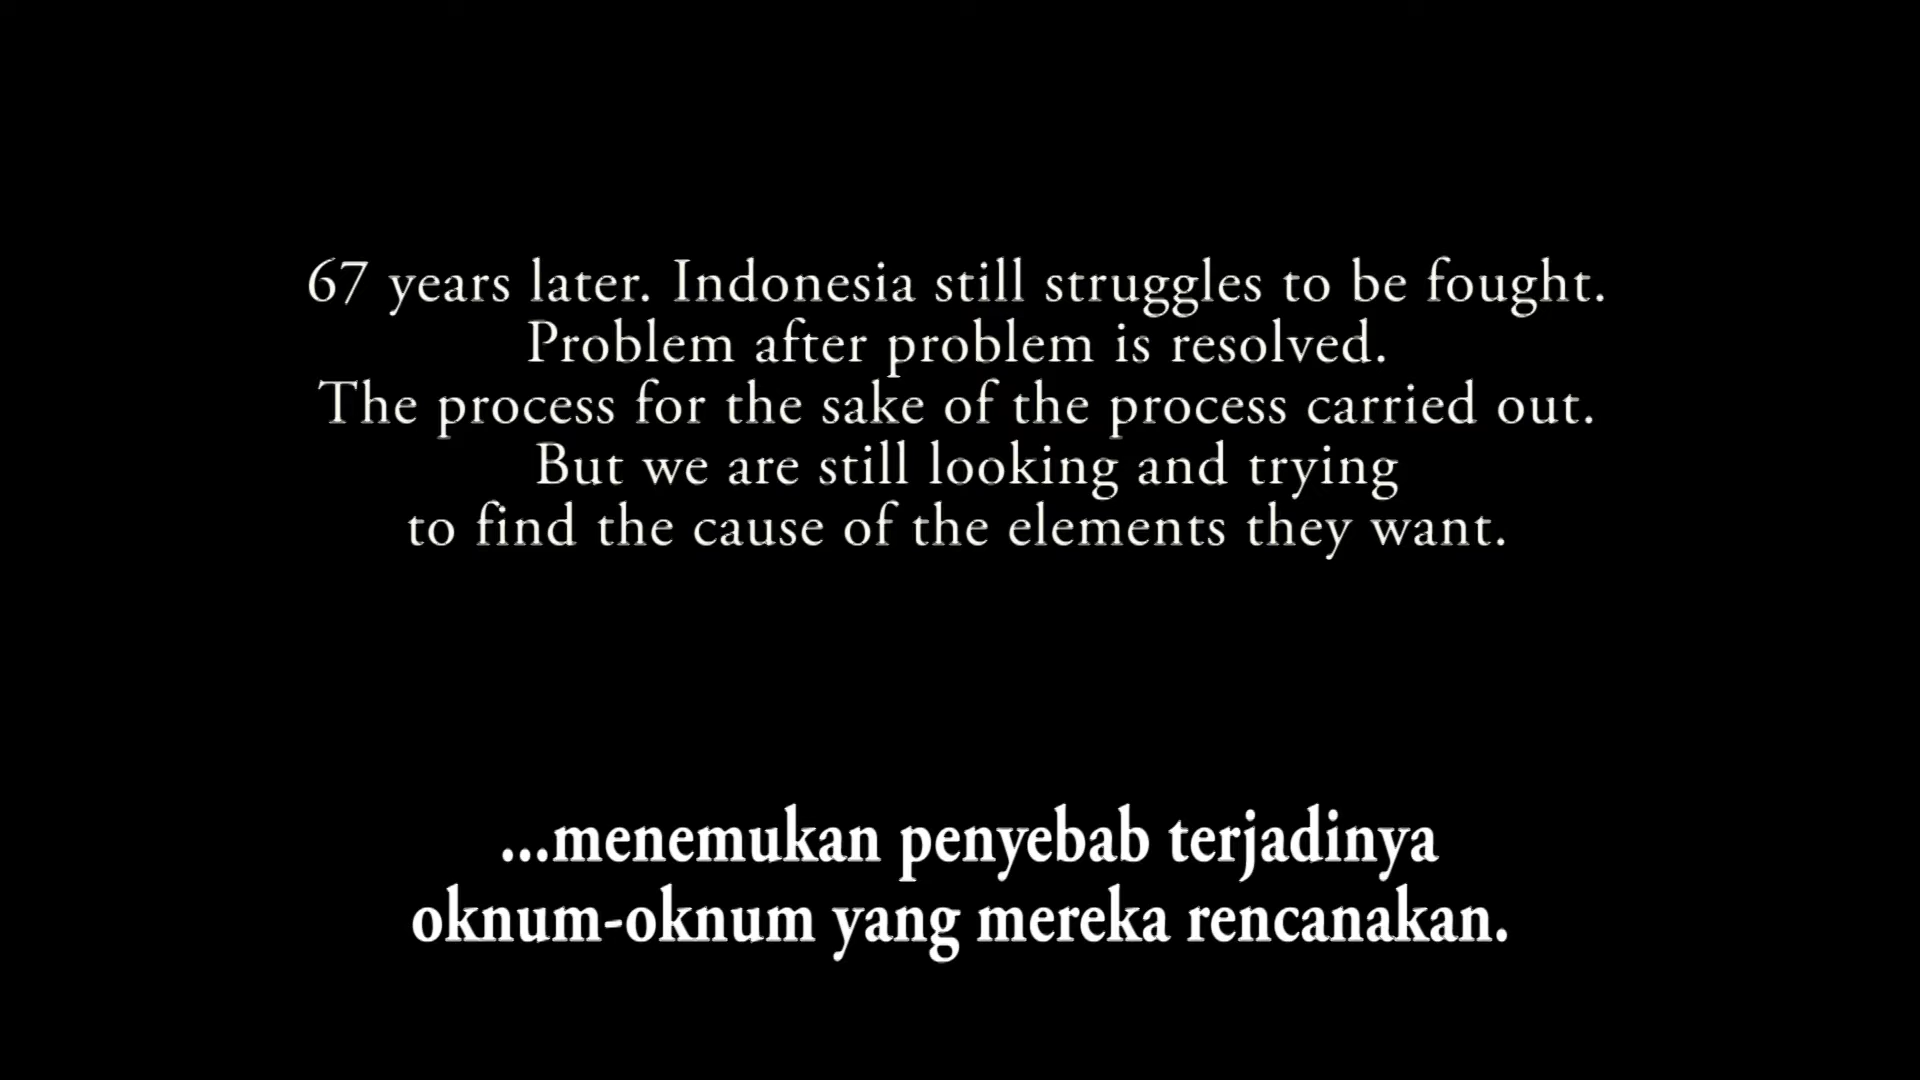 67 years later. Indonesia still struggles to be fought.
Problem after problem is resolved.
The process for the sake of the process carried out.
But we are still looking and trying
to find the cause of the elements they want.
...menemukan penyebab terjadinya
oknum-oknum yang mereka rencanakan.